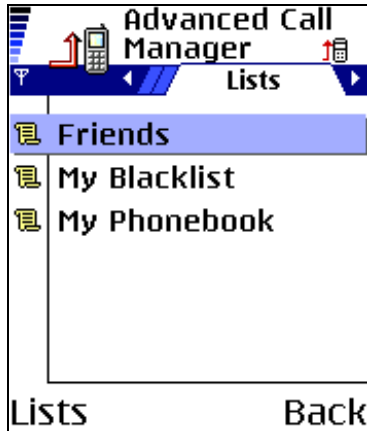 Advanced Call
Manager
Lists
Friends
My Blacklist
My Phonebook
Lists Back